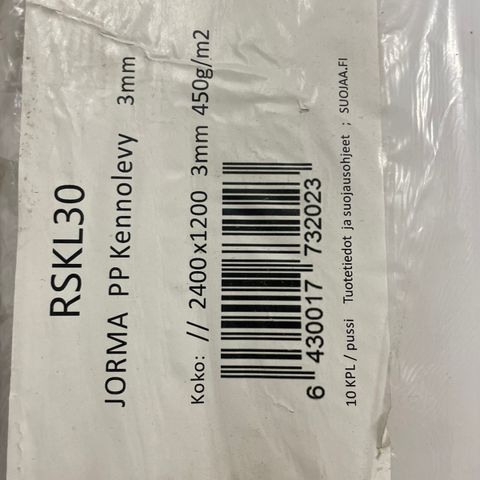 RSKL30
JORMA PP Kennolevy 3mm
Koko: // 2400x1200 3mm 450g/m2
6 430017 732023
10 KPL / pussi Tuotetiedot ja suojausohjeet ; SUOJAA.FI